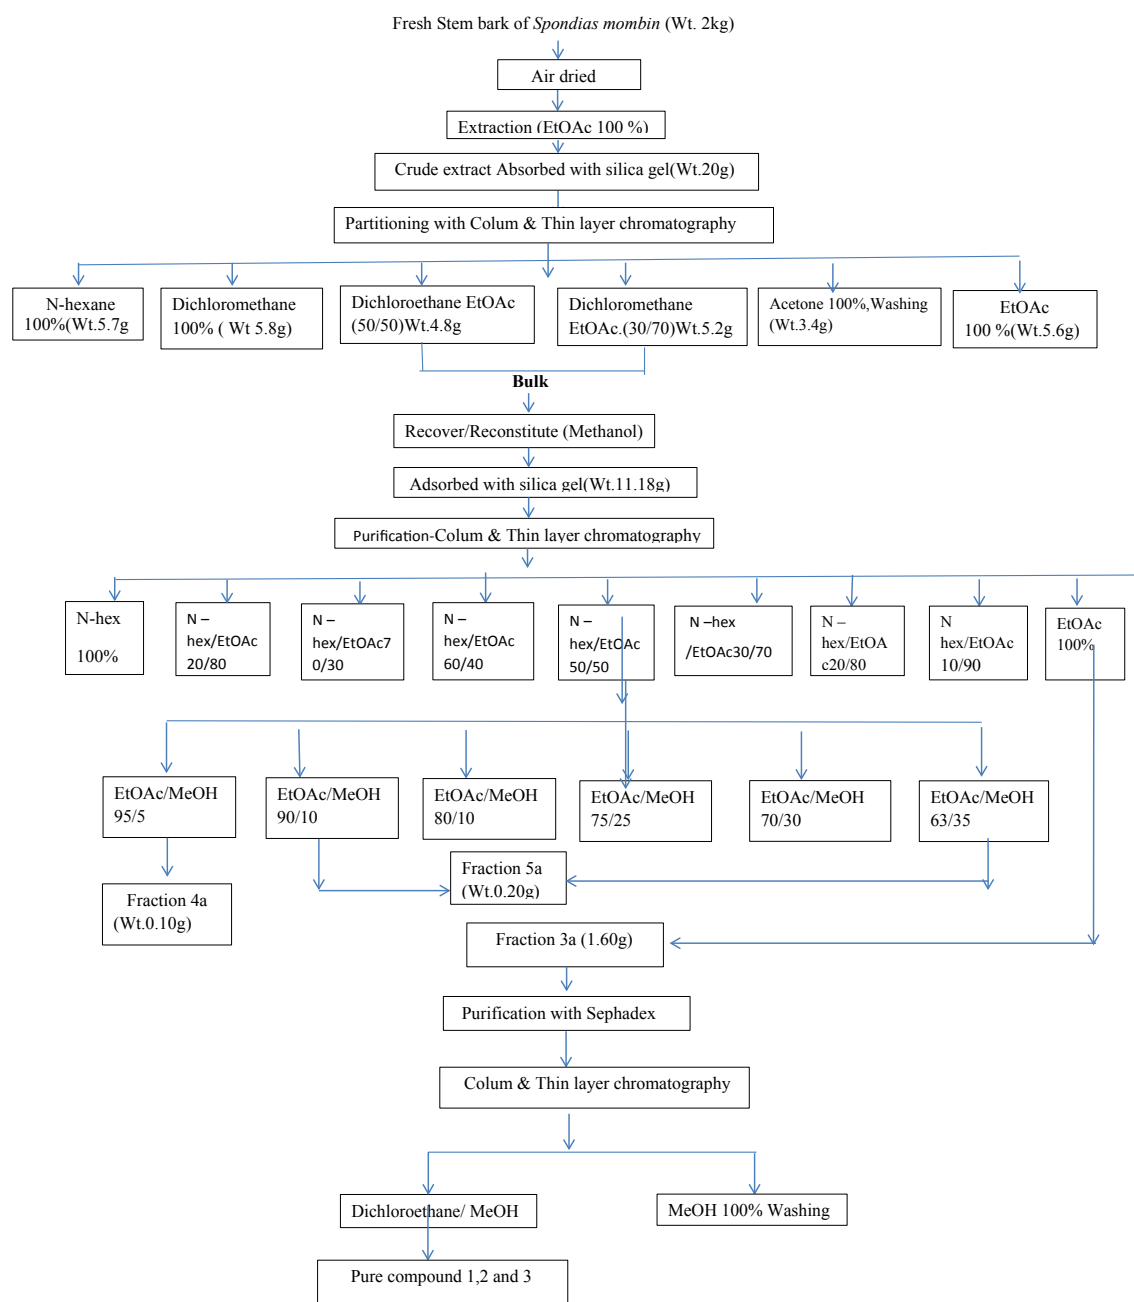 Fresh Stem bark of Spondias mombin (Wt. 2kg)
Air dried
Extraction (EtOAc 100 %)
Crude extract Absorbed with silica gel(Wt.20g)
Partitioning with Colum & Thin layer chromatography
N-hexane
100%(Wt.5.7g
Dichloromethane
100% ( Wt 5.8g)
Dichloroethane EtOAc
(50/50)Wt.4.8g
Dichloromethane
EtOAc.(30/70)Wt.5.2g
Acetone 100%,Washing
(Wt.3.4g)
EtOAc
100 %(Wt.5.6g)
Bulk
Recover/Reconstitute (Methanol)
Adsorbed with silica gel(Wt.11.18g)
Purification-Colum & Thin layer chromatography
N-hex
100%
N –
hex/EtOAc
20/80
N –
hex/EtOAc7
0/30
N –
hex/EtOAc
60/40
N –
hex/EtOAc
50/50
N –hex
/EtOAc30/70
N –
hex/EtOA
c20/80
N
hex/EtOAc
10/90
EtOAc
100%
EtOAc/MeOH
95/5
EtOAc/MeOH
90/10
EtOAc/MeOH
80/10
EtOAc/MeOH
75/25
EtOAc/MeOH
70/30
EtOAc/MeOH
63/35
Fraction 4a
(Wt.0.10g)
Fraction 5a
(Wt.0.20g)
Fraction 3a (1.60g)
Purification with Sephadex
Colum & Thin layer chromatography
Dichloroethane/ MeOH
MeOH 100% Washing
Pure compound 1,2 and 3